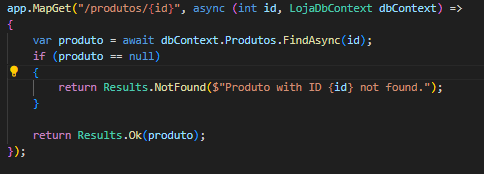 app.MapGet("/produtos/{id}", async (int id, LojaDbContext dbContext) =>
{
    var produto = await dbContext.Produtos.FindAsync(id);
    if (produto == null)
    {
        return Results.NotFound($"Produto with ID {id} not found.");
    }

    return Results.Ok(produto);
});